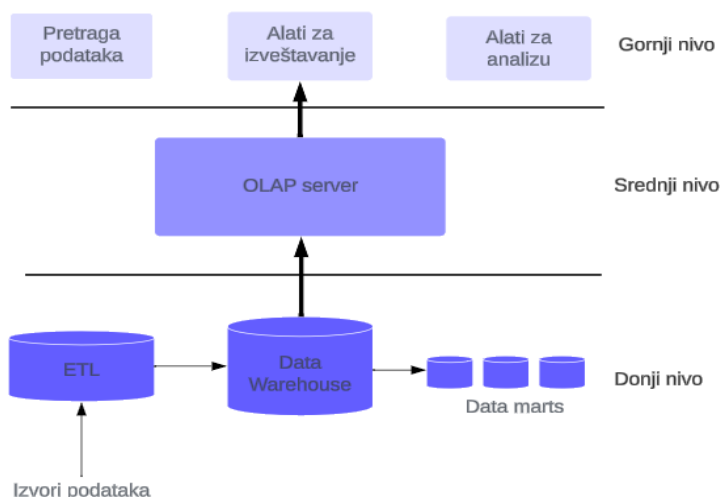 Pretraga
podataka
Alati za
izveštavanje
Alati za
analizu
Gornji nivo
OLAP server
Srednji nivo
ETL
Data
Warehouse
Data marts
Donji nivo
Izvori podataka